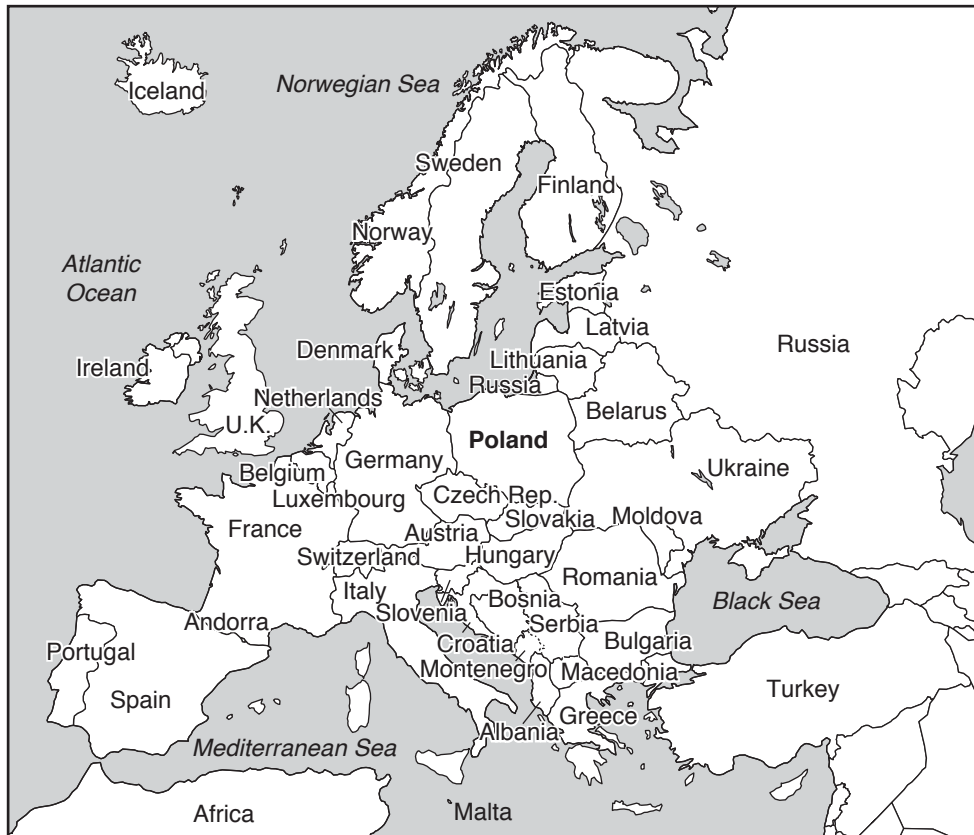 Iceland
Norwegian Sea
Sweden
Finland
Norway
Atlantic
Ocean
Estonia
Latvia
Russia
Denmark
Lithuania
Ireland
Russia
Netherlands
Belarus
U.K.
Poland
Germany
Ukraine
Belgium
Czech Rep.
Luxembourg
Slovakia
Moldova
France
Austria
Switzerland
Hungary
Romania
Italy
Bosnia
Black Sea
Slovenia
Andorra
Serbia
Croatia
Bulgaria
Portugal
Montenegro
Macedonia
Spain
Turkey
Greece
Albania
Mediterranean Sea
Africa
Malta